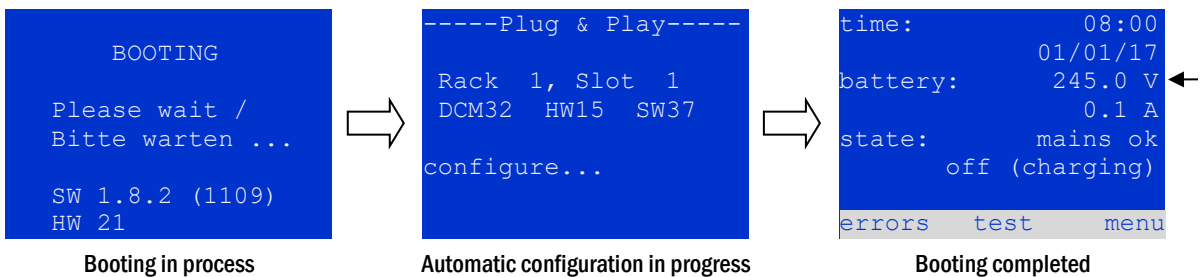 BOOTING
Please wait /
Bitte warten ...
SW 1.8.2 (1109)
HW 21
Booting in process
-----Plug & Play-----
Rack  1, Slot  1
DCM32  HW15  SW37
configure...
Automatic configuration in progress
time: 08:00
01/01/17
battery: 245.0 V
0.1 A
state: mains ok
off (charging)
errors test menu
Booting completed